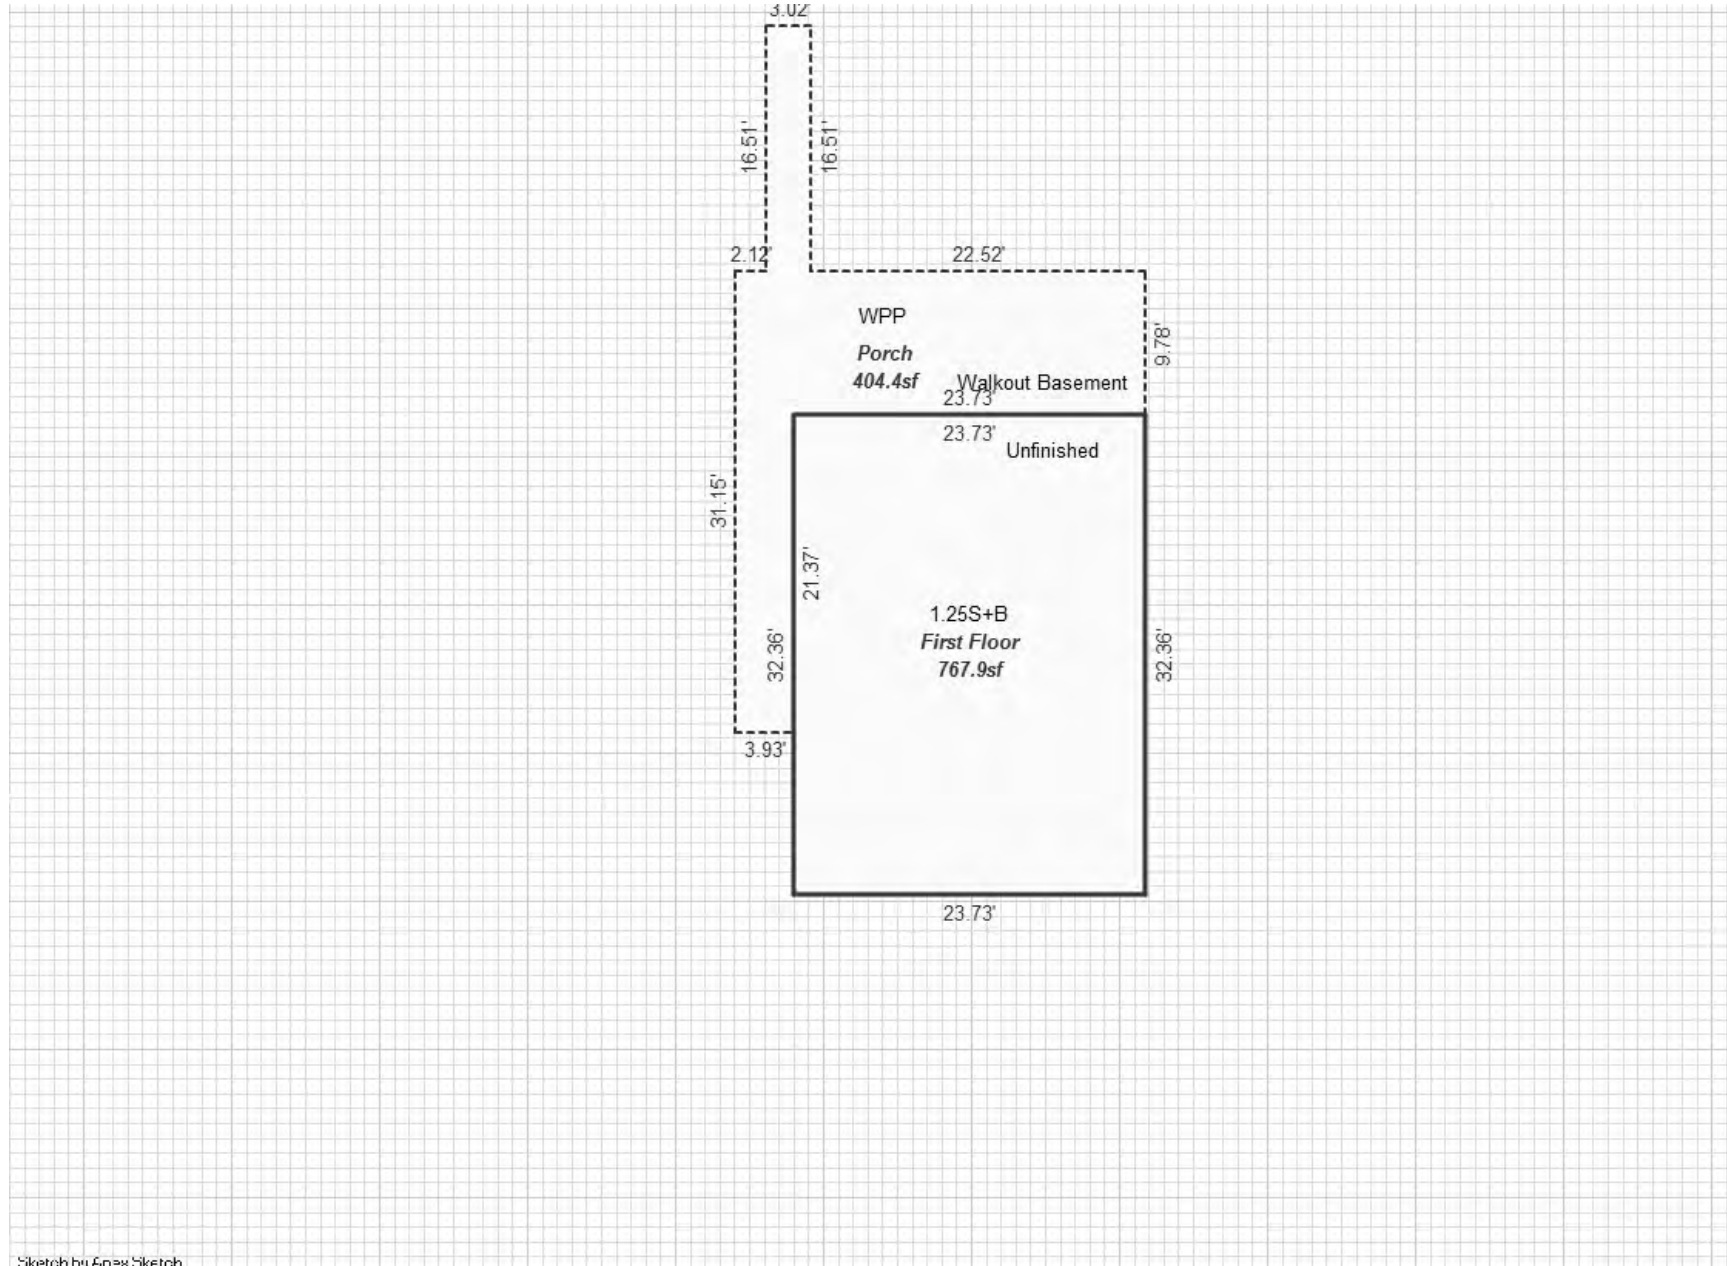 3.02'
16.51'
16.51'
2.12'
22.52'
WPP
9.78'
Porch
404.4sf
Walkout Basement
23.73'
23.73'
Unfinished
31.15'
21.37'
1.25S+B
First Floor
767.9sf
32.36'
32.36'
3.93'
23.73'
Sketch by Apex Sketch